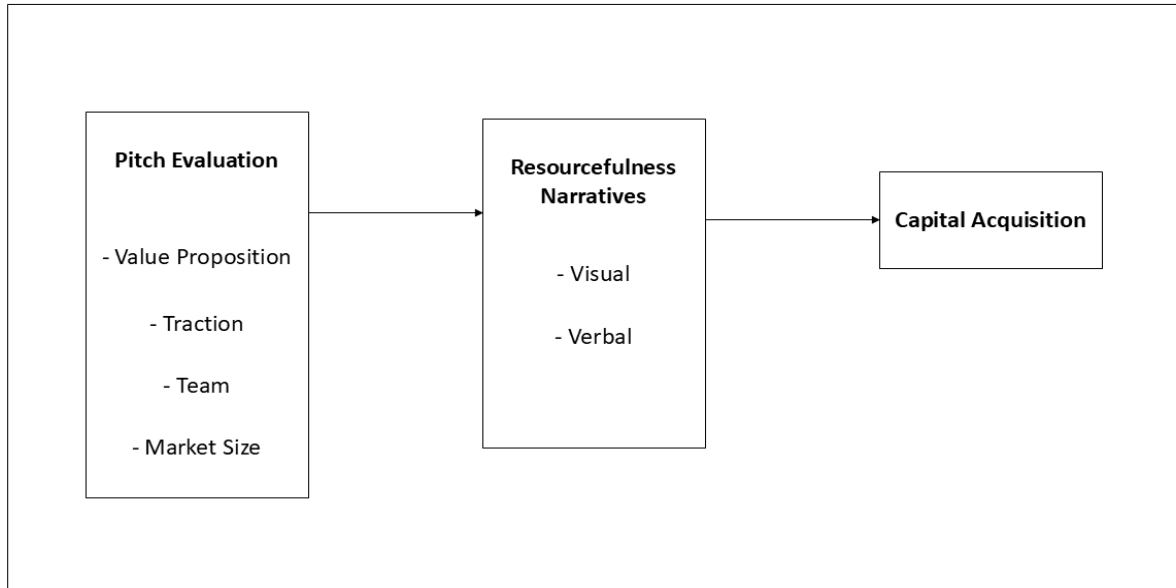 Pitch Evaluation
- Value Proposition
- Traction
- Team
- Market Size
Resourcefulness
Narratives
- Visual
- Verbal
Capital Acquisition